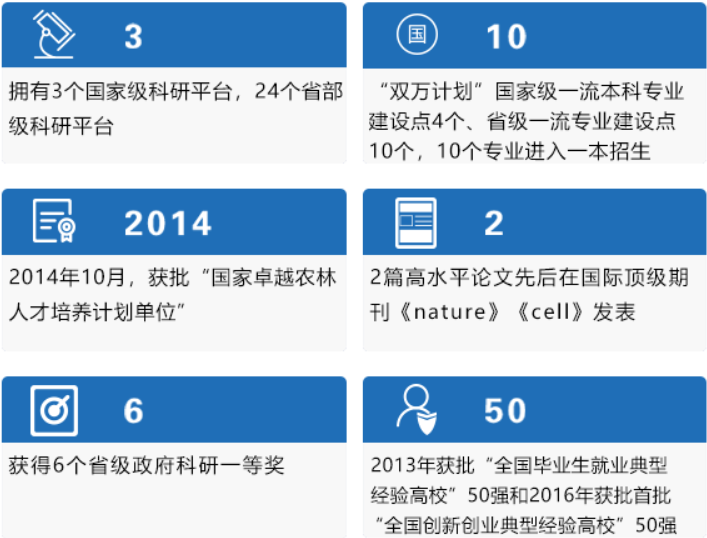 3
拥有3个国家级科研平台，24个省部
级科研平台
国
10
“双万计划”国家级一流本科专业
建设点4个、省级一流专业建设点
10个，10个专业进入一本招生
2014
2014年10月，获批“国家卓越农林
人才培养计划单位”
2
2篇高水平论文先后在国际顶级期
刊《nature》《cell》发表
6
获得6个省级政府科研一等奖
50
2013年获批“全国毕业生就业典型
经验高校”50强和2016年获批首批
“全国创新创业典型经验高校”50强